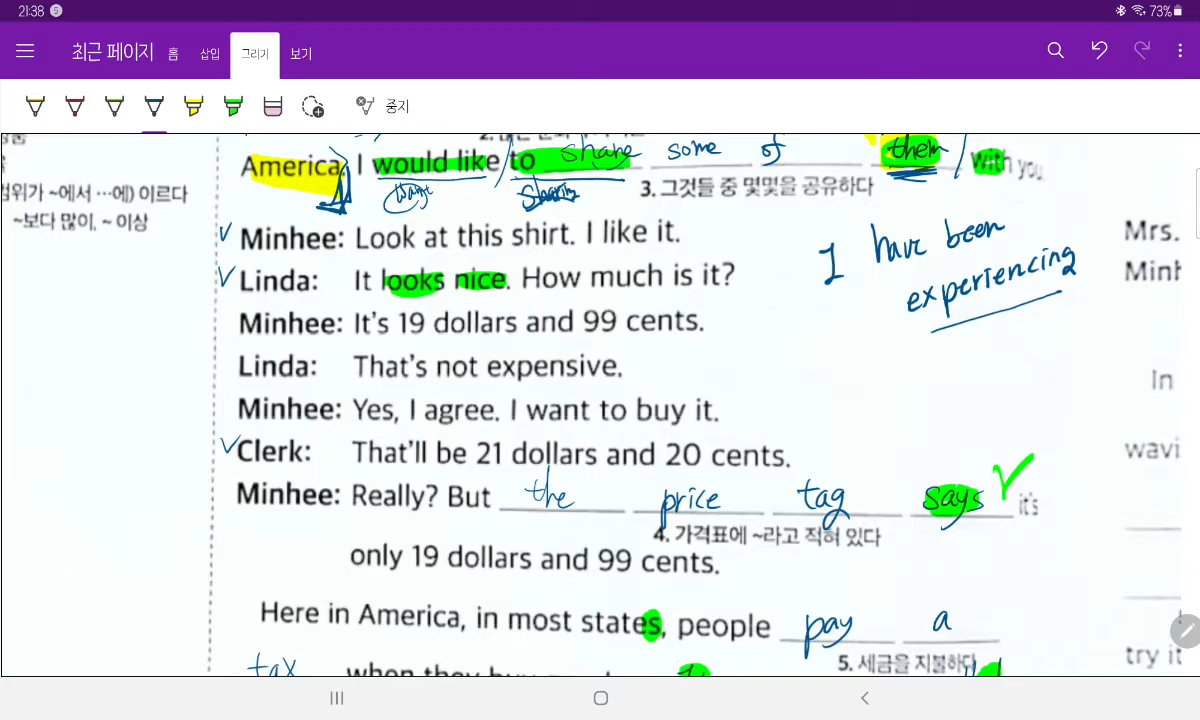 21:38 73%
최근 페이지 홈 삽입 그리기 보기
중지
America, I would like / to share some of them / with you
want sharing
3. 그것들 중 몇몇을 공유하다
범위가 ~에서 …에) 이르다
~보다 많이, ~ 이상
Minhee: Look at this shirt. I like it.
I have been
experiencing
Mrs.
Linda: It looks nice. How much is it?
Minhee: It's 19 dollars and 99 cents.
Linda: That's not expensive.
In
Minhee: Yes, I agree. I want to buy it.
Clerk: That'll be 21 dollars and 20 cents.
wavi
Minhee: Really? But the price tag says it's
4. 가격표에 ~라고 적혀 있다
only 19 dollars and 99 cents.
Here in America, in most states, people pay a
5. 세금을 지불하다
try it
tax when they buy